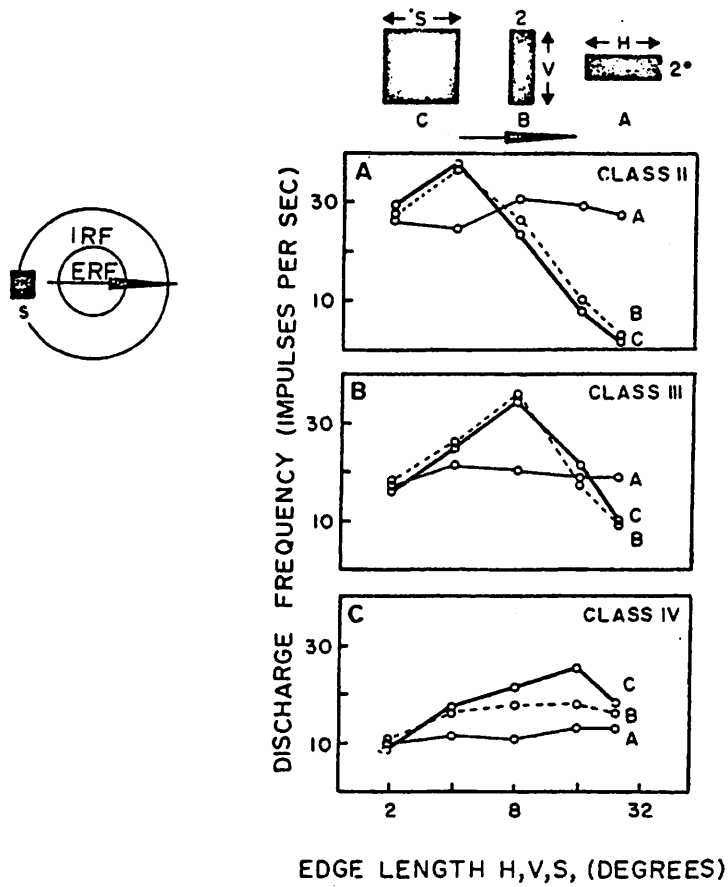 S 2 H
V 2°
C B A
A CLASS II
30
10
A
B
C
IRF
ERF
S
B CLASS III
30
10
A
C
B
C CLASS IV
30
10
C
B
A
2 8 32
DISCHARGE FREQUENCY (IMPULSES PER SEC)
EDGE LENGTH H,V,S, (DEGREES)